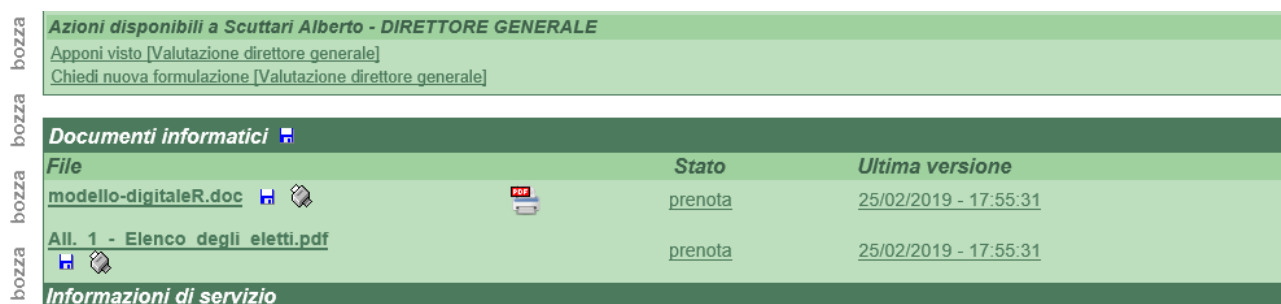 Azioni disponibili a Scuttari Alberto - DIRETTORE GENERALE
Apponi visto [Valutazione direttore generale]
Chiedi nuova formulazione [Valutazione direttore generale]
Documenti informatici
File Stato Ultima versione
modello-digitaleR.doc PDF prenota 25/02/2019 - 17:55:31
All. 1 - Elenco degli eletti.pdf prenota 25/02/2019 - 17:55:31
Informazioni di servizio
bozza
bozza
bozza
bozza